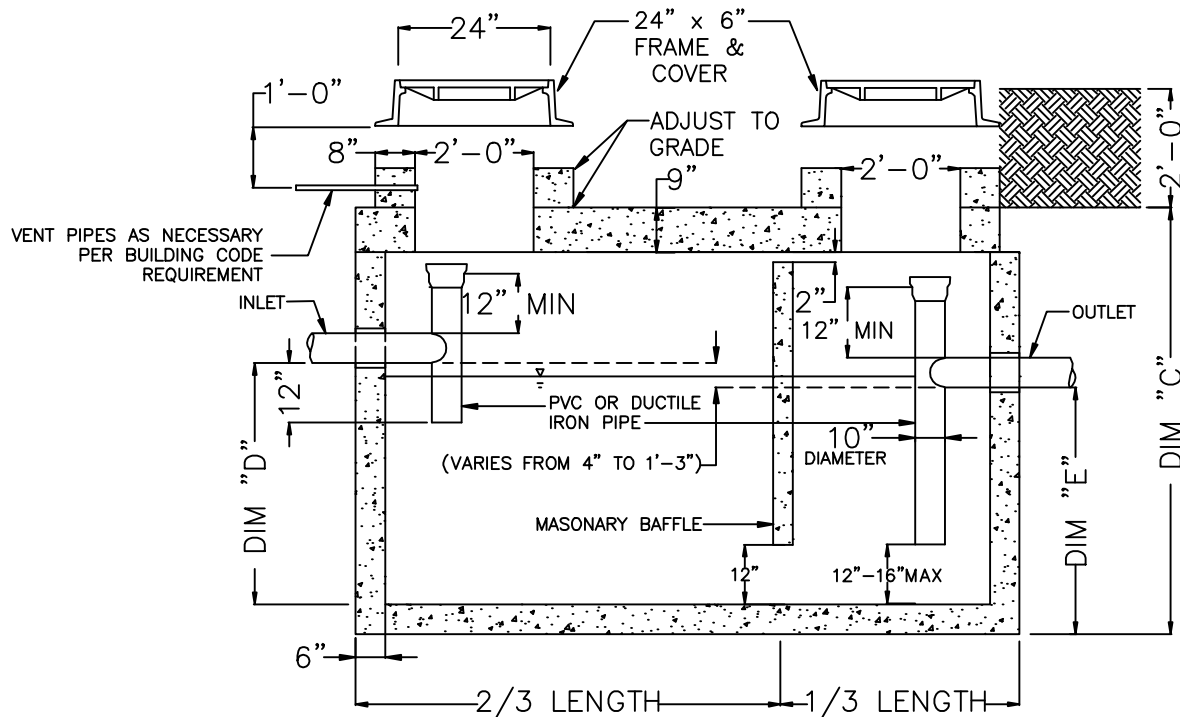 24"
24" x 6"
FRAME &
COVER
1'-0"
ADJUST TO
GRADE
8"
2'-0"
9"
2'-0"
2'-0"
VENT PIPES AS NECESSARY
PER BUILDING CODE
REQUIREMENT
INLET
12" MIN
2"
12" MIN
OUTLET
12"
PVC OR DUCTILE
IRON PIPE
10"
DIAMETER
(VARIES FROM 4" TO 1'-3")
DIM "D"
DIM "E"
DIM "C"
MASONARY BAFFLE
12"
12"-16"MAX
6"
2/3 LENGTH
1/3 LENGTH